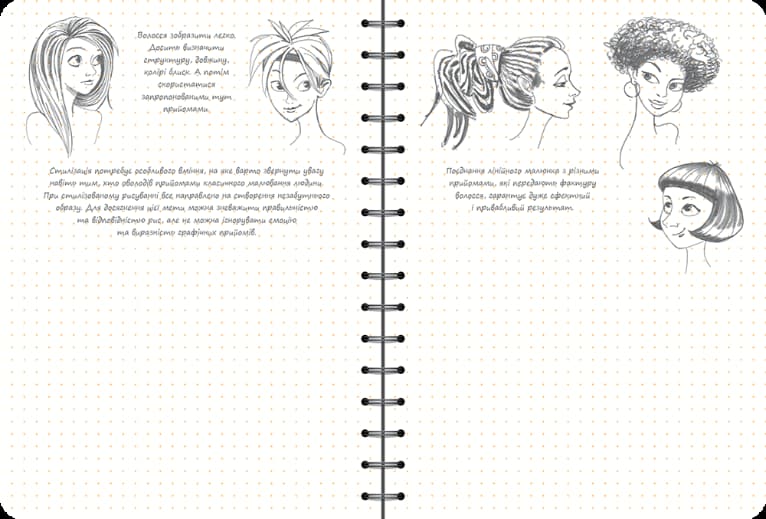 Волосся зобразити легко.
Досить визначити
структуру, довжину,
колір і блиск. А потім
скористатися
запропонованими тут
прийомами.
Стилізація потребує особливого вміння, на яке варто звернути увагу
навіть тим, хто оволодів прийомами класичного малювання людини.
При стилізованому рисуванні все направлено на створення незабутнього
образу. Для досягнення цієї мети можна зневажити правильністю
та відповідністю рис, але не можна ігнорувати емоцію
та виразність графічних прийомів.
Поєднання лінійного малюнка з різними
прийомами, які передають фактуру
волосся, гарантує дуже ефектний
і привабливий результат.